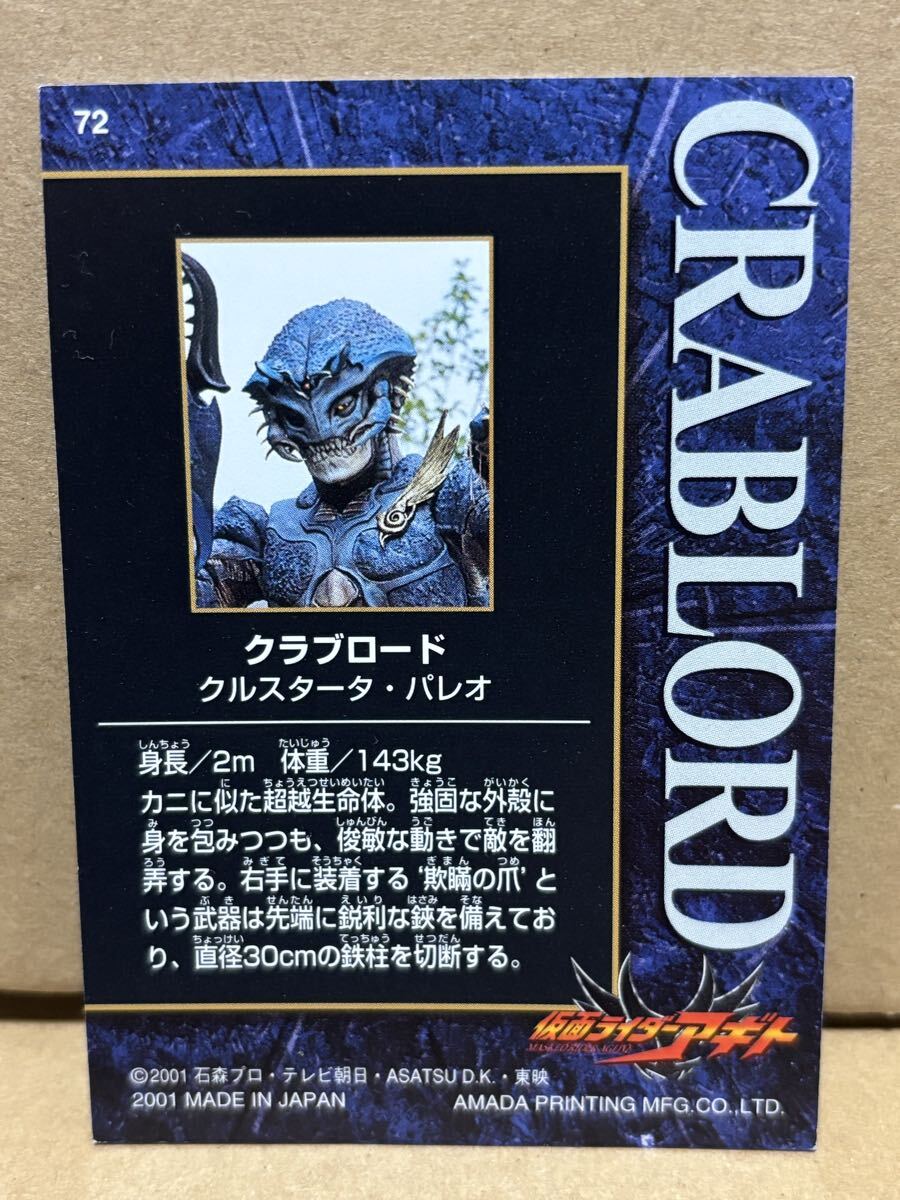 72
CRABLORD
クラブロード
クルスタータ・パレオ
身長／2m　体重／143kg
カニに似た超越生命体。強固な外殻に
身を包みつつも、俊敏な動きで敵を翻
弄する。右手に装着する‘欺瞞の爪’と
いう武器は先端に鋭利な鋏を備えてお
り、直径30cmの鉄柱を切断する。
仮面ライダーアギト
MASKED RIDER AGITO
©2001 石森プロ・テレビ朝日・ASATSU D.K.・東映
2001 MADE IN JAPAN
AMADA PRINTING MFG.CO.,LTD.